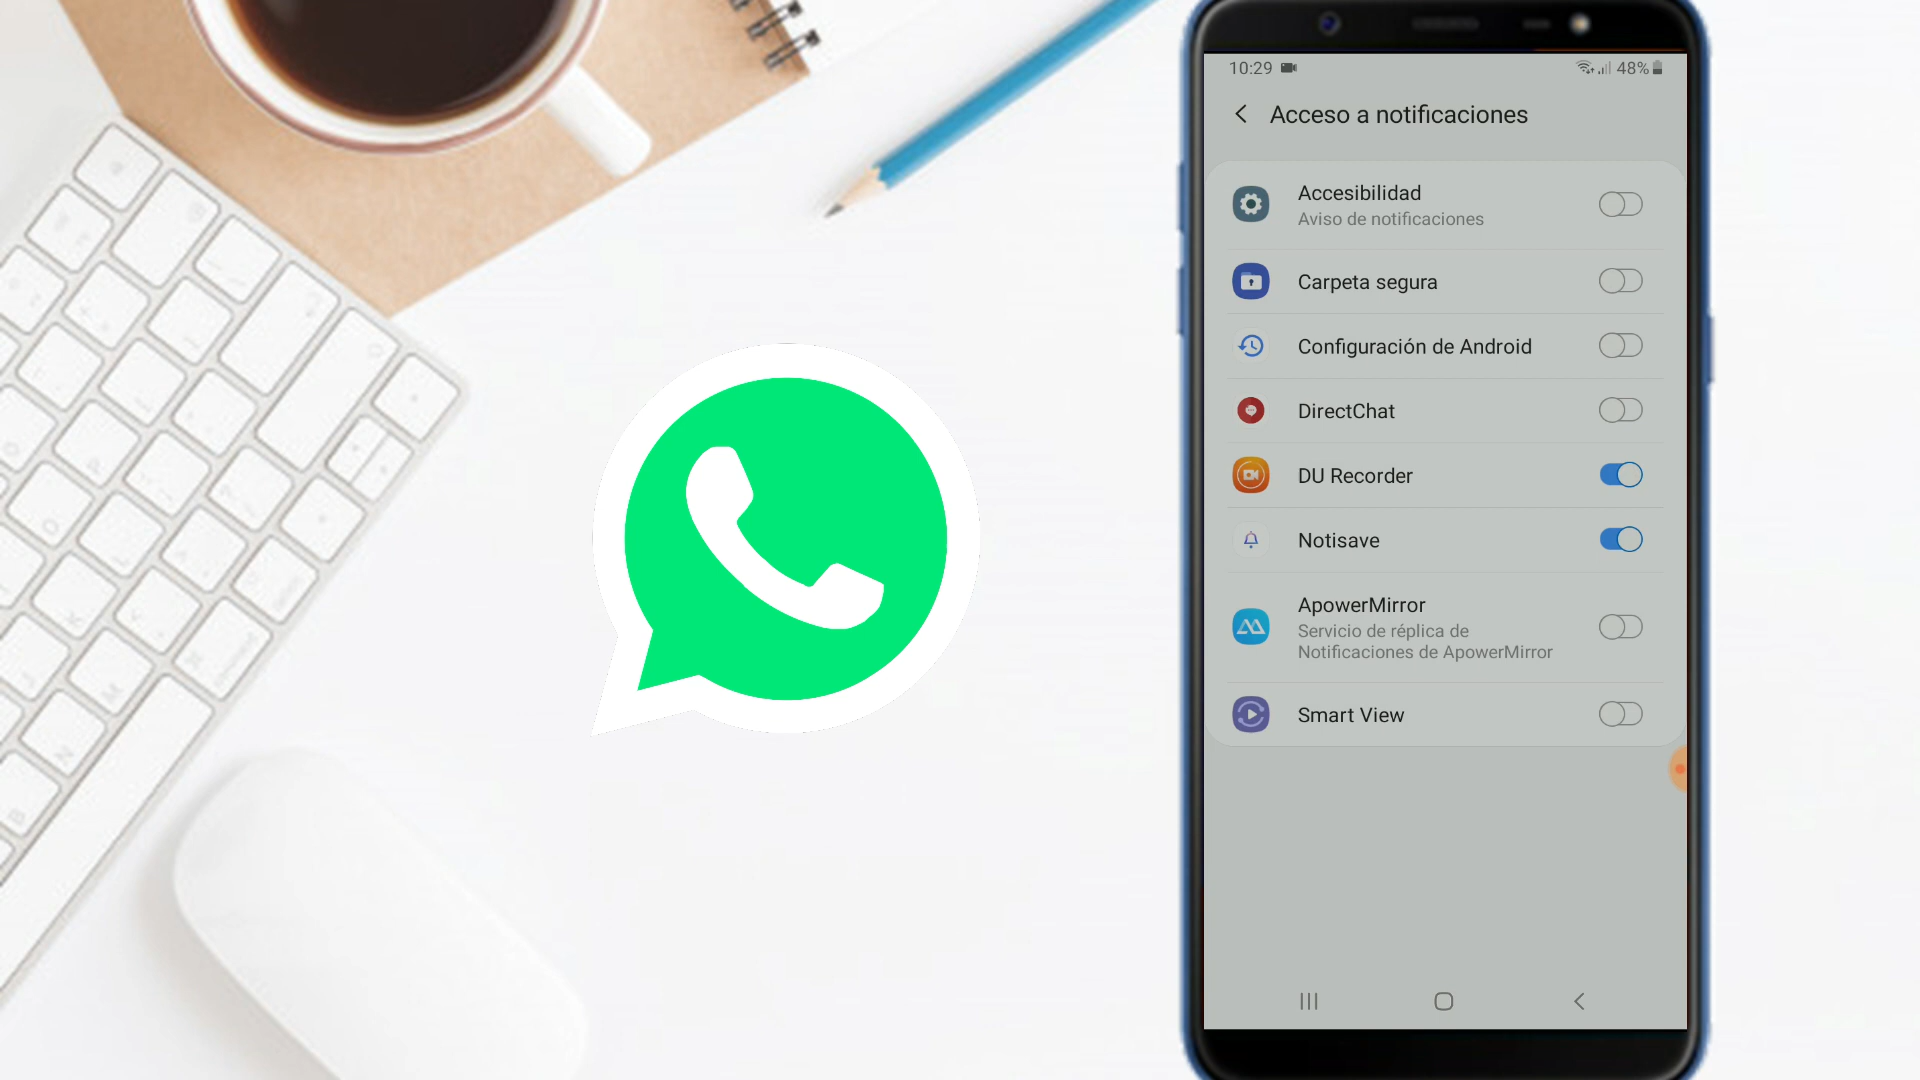 10:29
48%
Acceso a notificaciones
Accesibilidad
Aviso de notificaciones
Carpeta segura
Configuración de Android
DirectChat
DU Recorder
Notisave
ApowerMirror
Servicio de réplica de
Notificaciones de ApowerMirror
Smart View